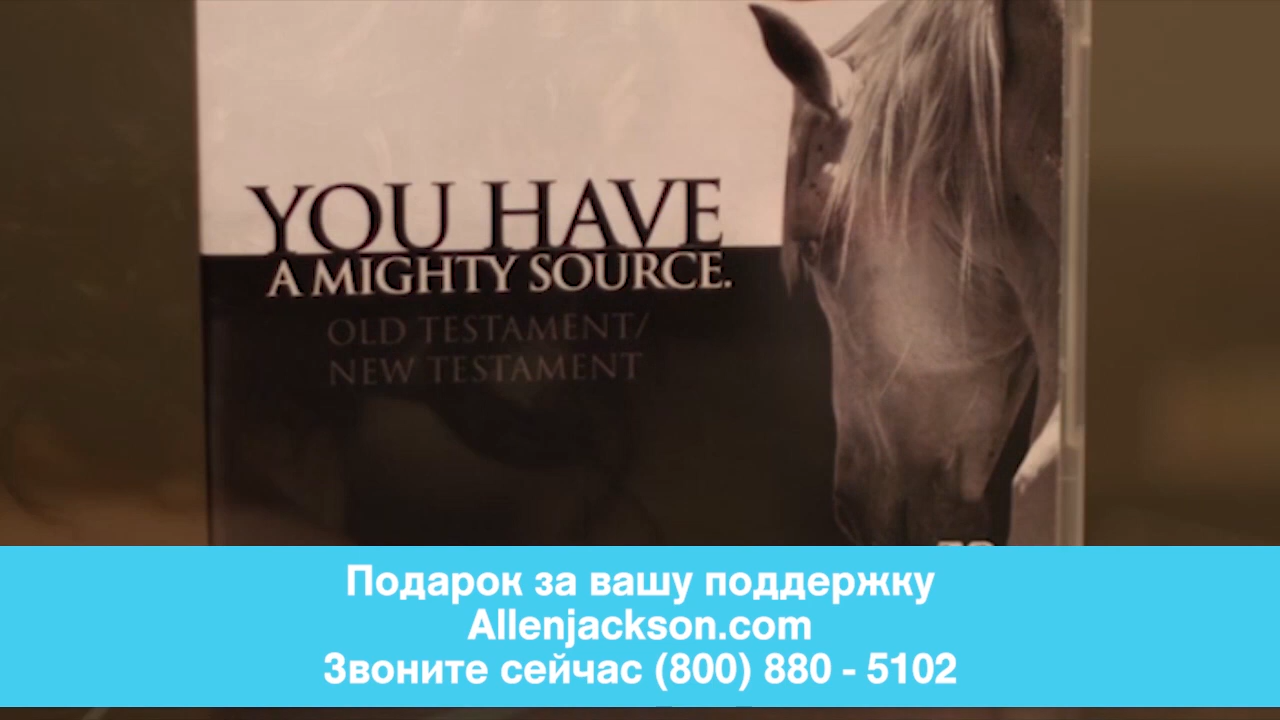 YOU HAVE
A MIGHTY SOURCE.
OLD TESTAMENT/
NEW TESTAMENT
Подарок за вашу поддержку
Allenjackson.com
Звоните сейчас (800) 880 - 5102